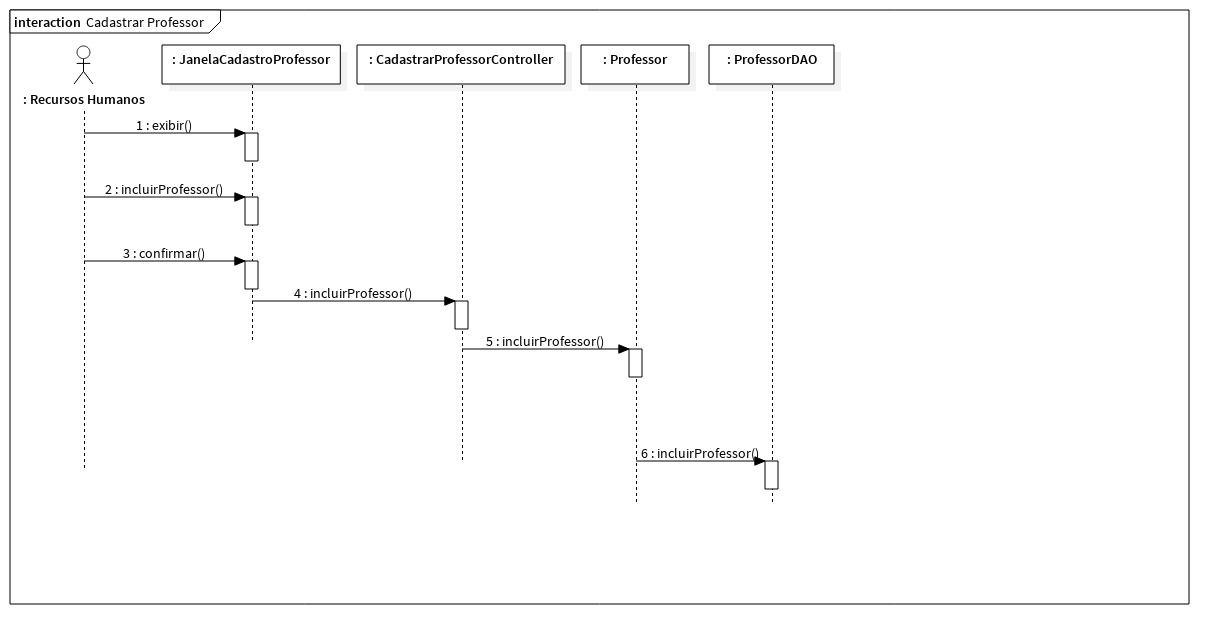 interaction Cadastrar Professor
: JanelaCadastroProfessor
: CadastrarProfessorController
: Professor
: ProfessorDAO
: Recursos Humanos
1 : exibir()
2 : incluirProfessor()
3 : confirmar()
4 : incluirProfessor()
5 : incluirProfessor()
6 : incluirProfessor()